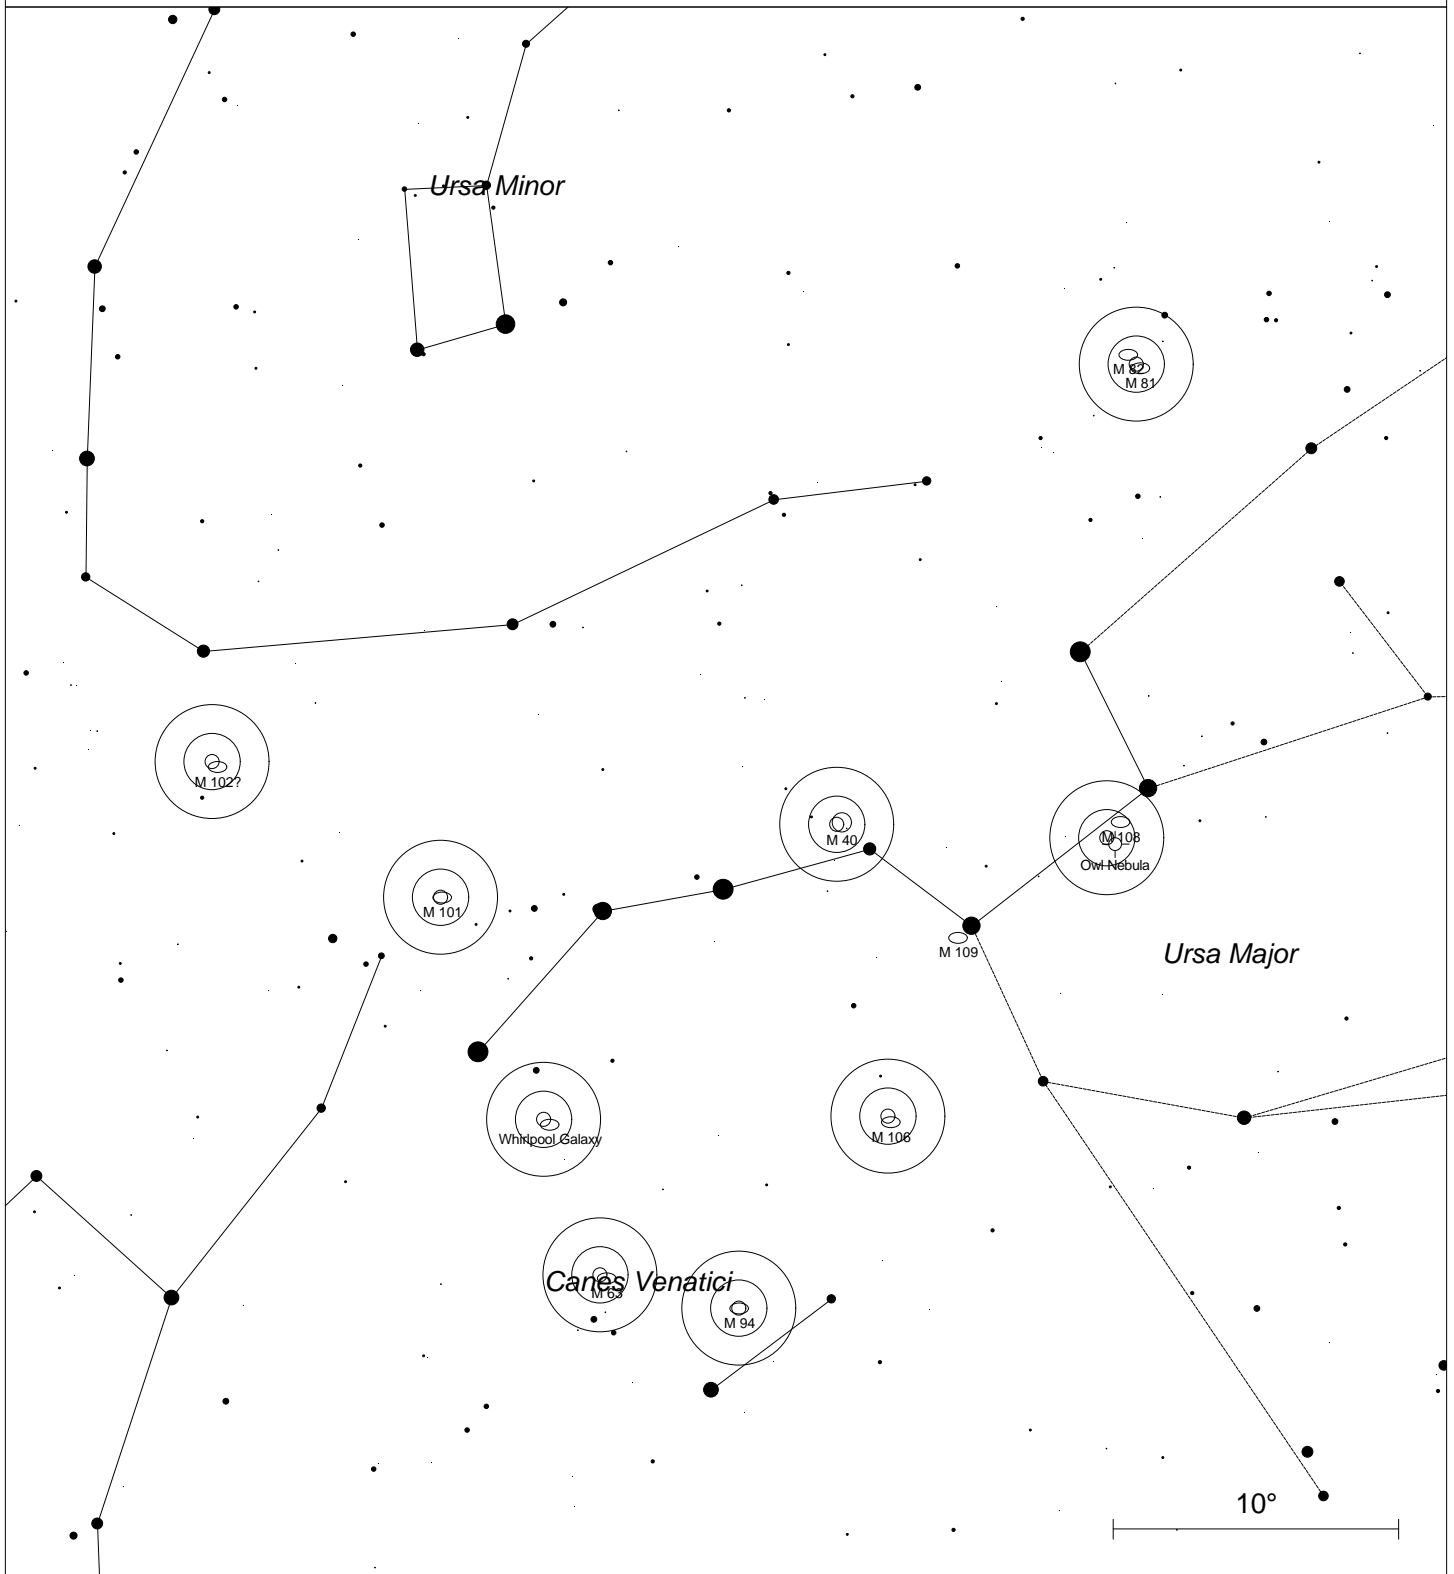 Ursa Minor
M 82
M 81
M 102?
M 40
M 108
Owl Nebula
M 101
M 109
Ursa Major
Whirlpool Galaxy
M 106
Canes Venatici
M 63
M 94
10°